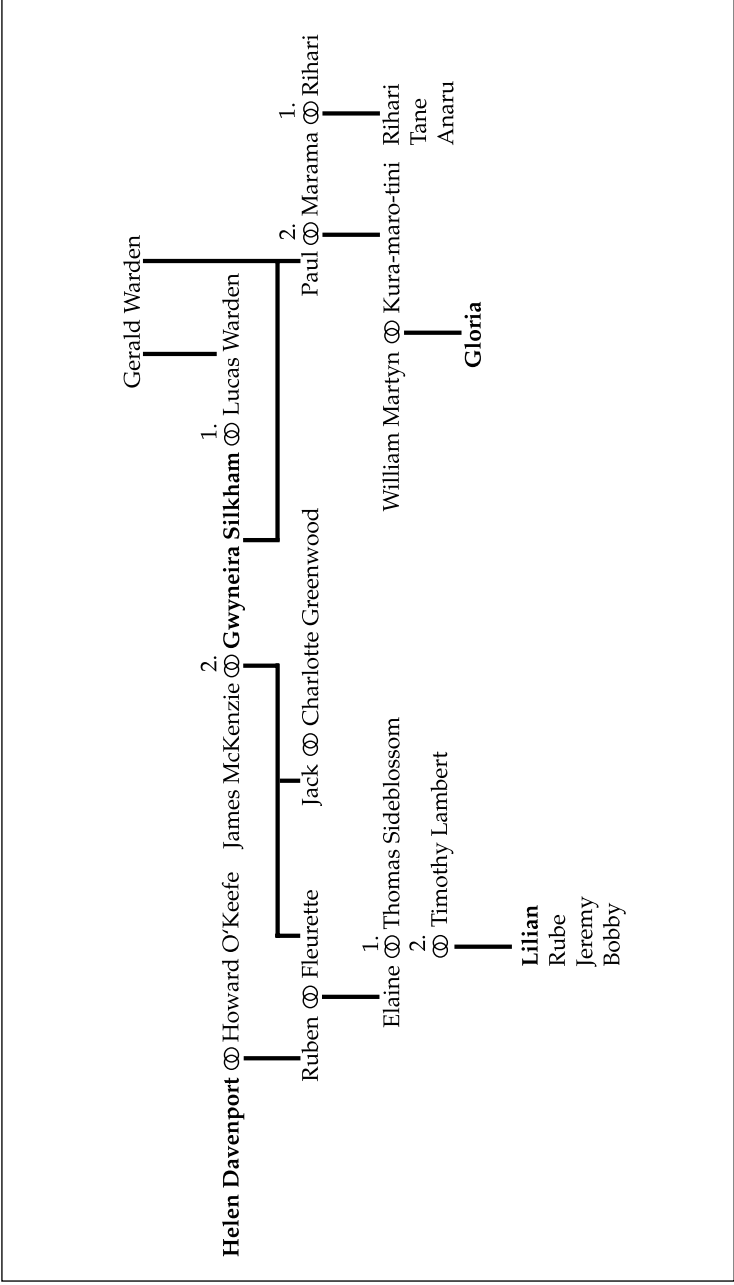 Gerald Warden
2. 1.
Helen Davenport ⚭ Howard O’Keefe James McKenzie ⚭ Gwyneira Silkham ⚭ Lucas Warden
2. 1.
Ruben ⚭ Fleurette Jack ⚭ Charlotte Greenwood Paul ⚭ Marama ⚭ Rihari
1.
Elaine ⚭ Thomas Sideblossom William Martyn ⚭ Kura-maro-tini Rihari
Tane
Anaru
2.
⚭ Timothy Lambert
Gloria
Lilian
Rube
Jeremy
Bobby